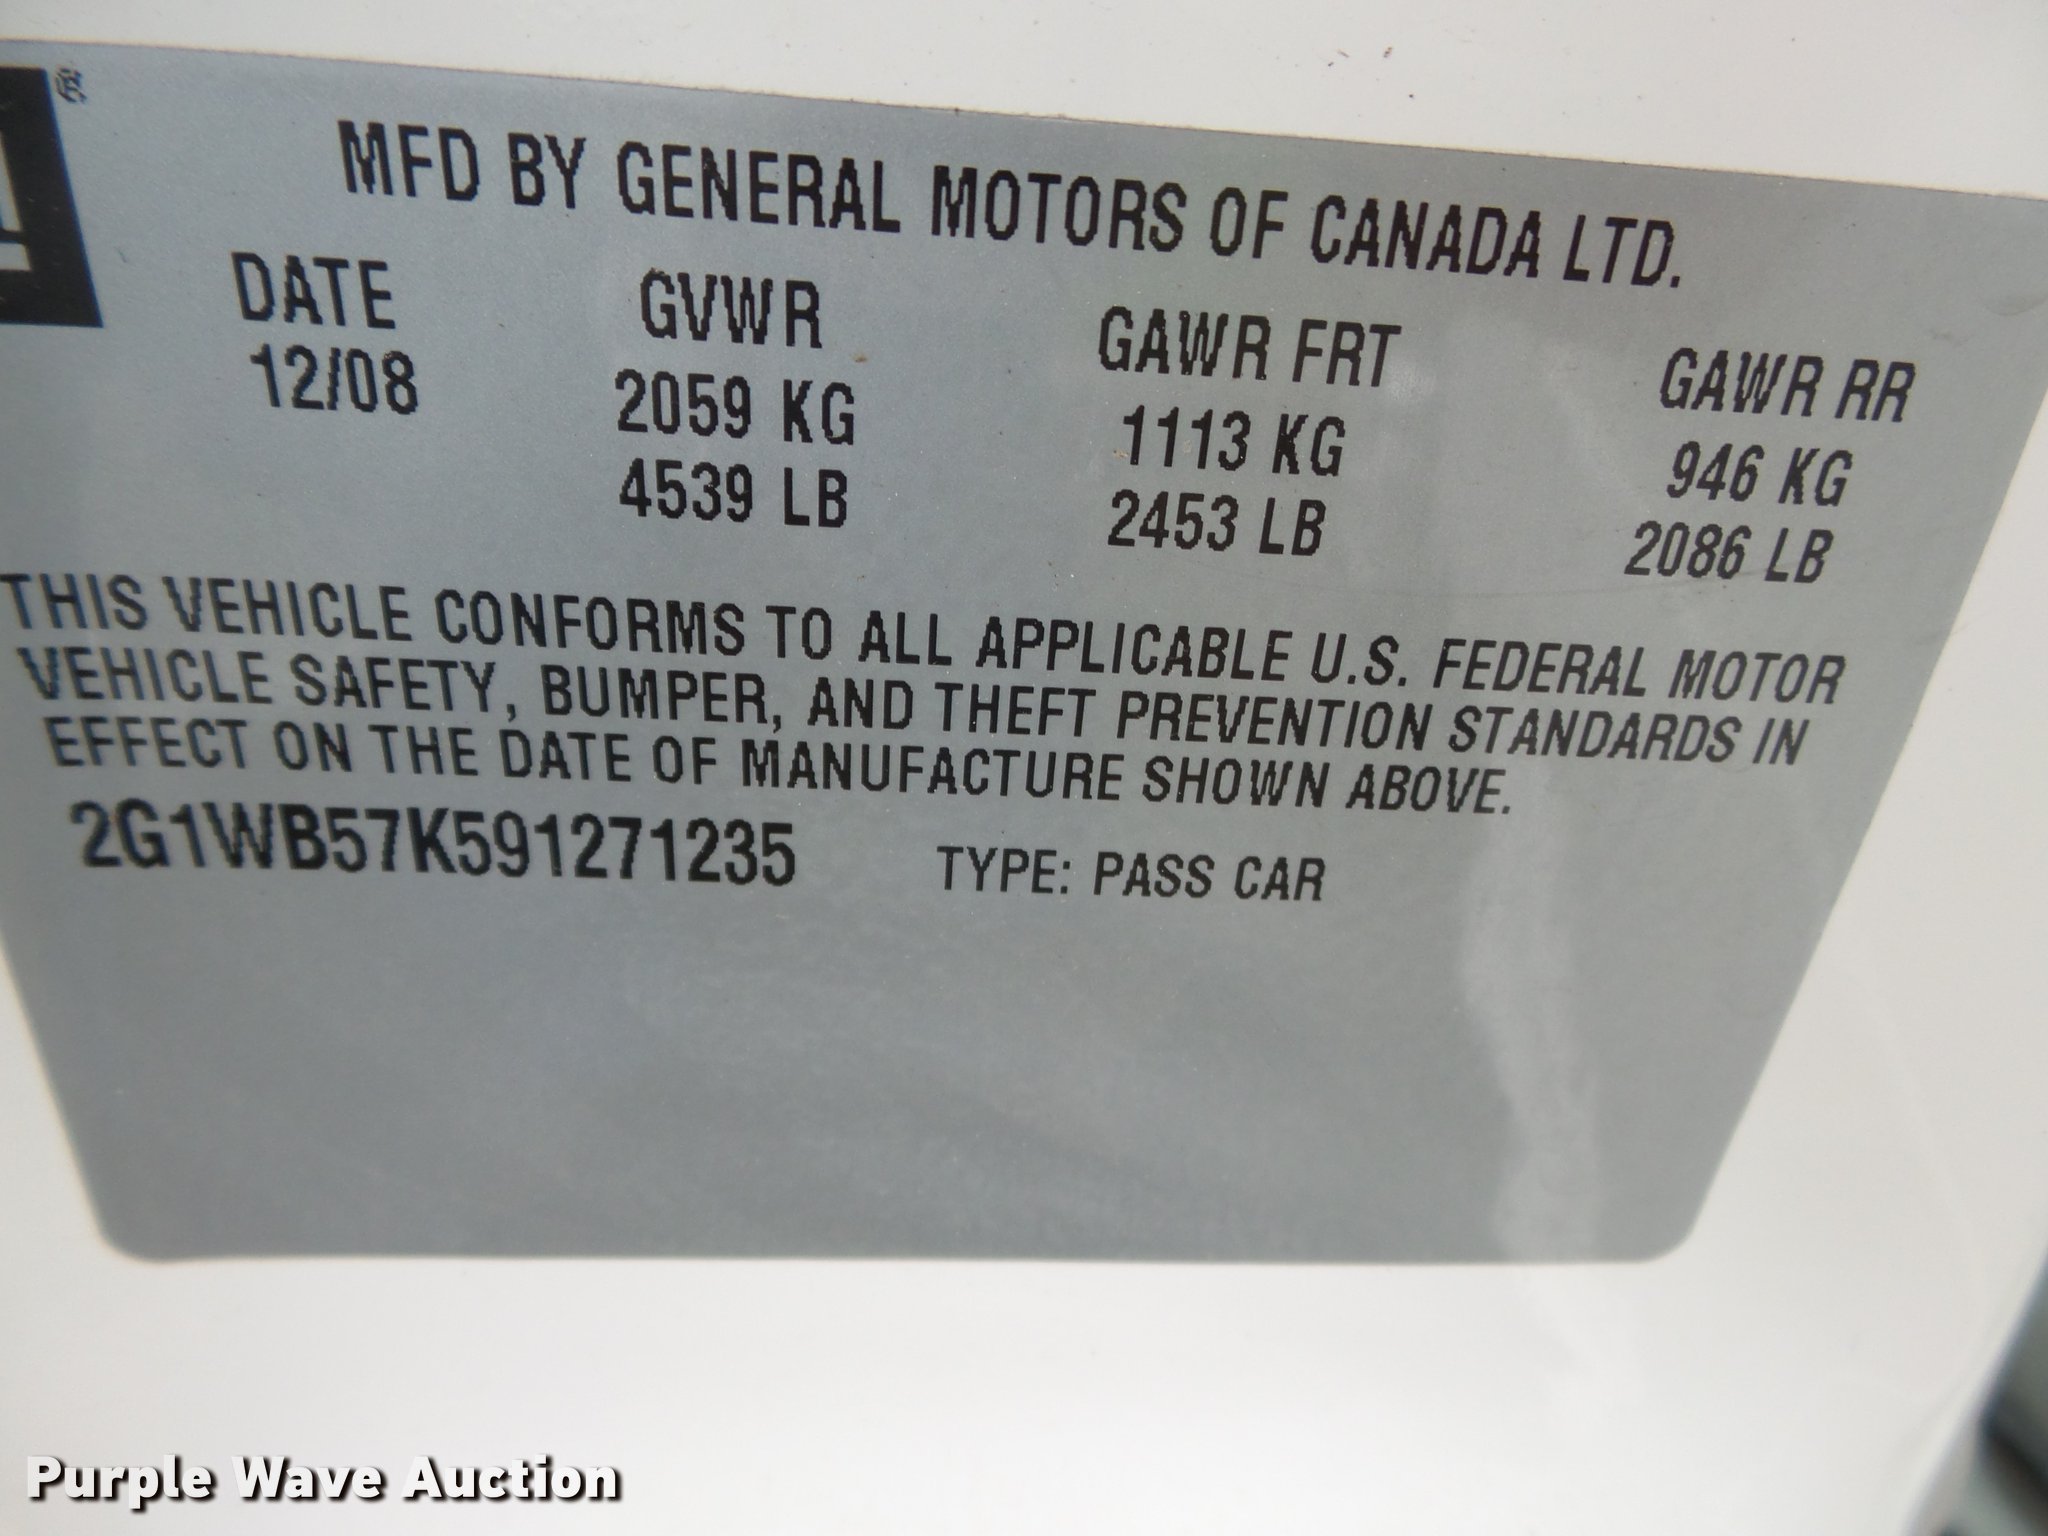 ®
MFD BY GENERAL MOTORS OF CANADA LTD.
DATE GVWR GAWR FRT GAWR RR
12/08 2059 KG 1113 KG 946 KG
4539 LB 2453 LB 2086 LB
THIS VEHICLE CONFORMS TO ALL APPLICABLE U.S. FEDERAL MOTOR
VEHICLE SAFETY, BUMPER, AND THEFT PREVENTION STANDARDS IN
EFFECT ON THE DATE OF MANUFACTURE SHOWN ABOVE.
2G1WB57K591271235 TYPE: PASS CAR
Purple Wave Auction